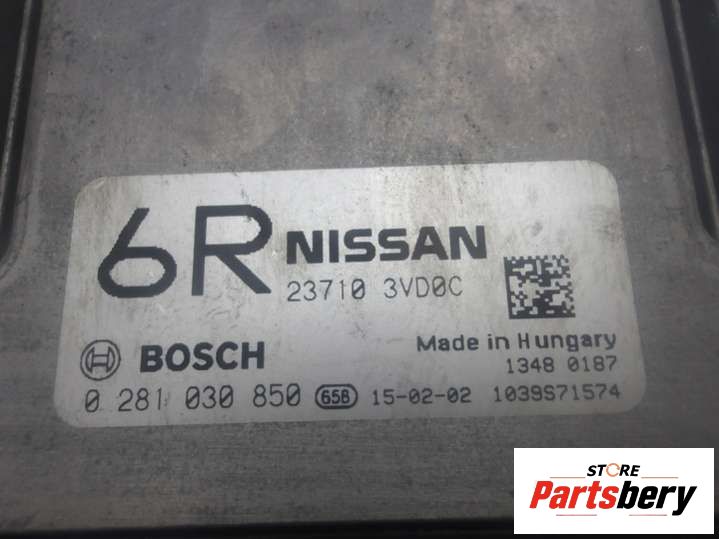 6R NISSAN
23710 3VD0C
BOSCH
Made in Hungary
1348 0187
0 281 030 850 658 15-02-02 1039S71574
STORE
Partsbery